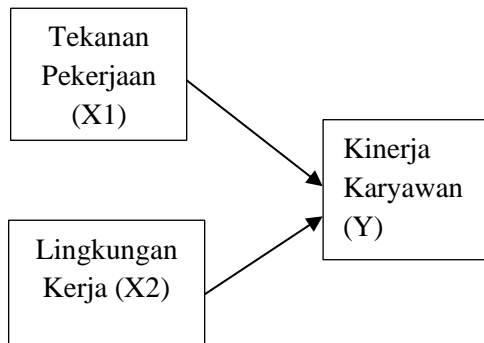 Tekanan
Pekerjaan
(X1)
Kinerja
Karyawan
(Y)
Lingkungan
Kerja (X2)